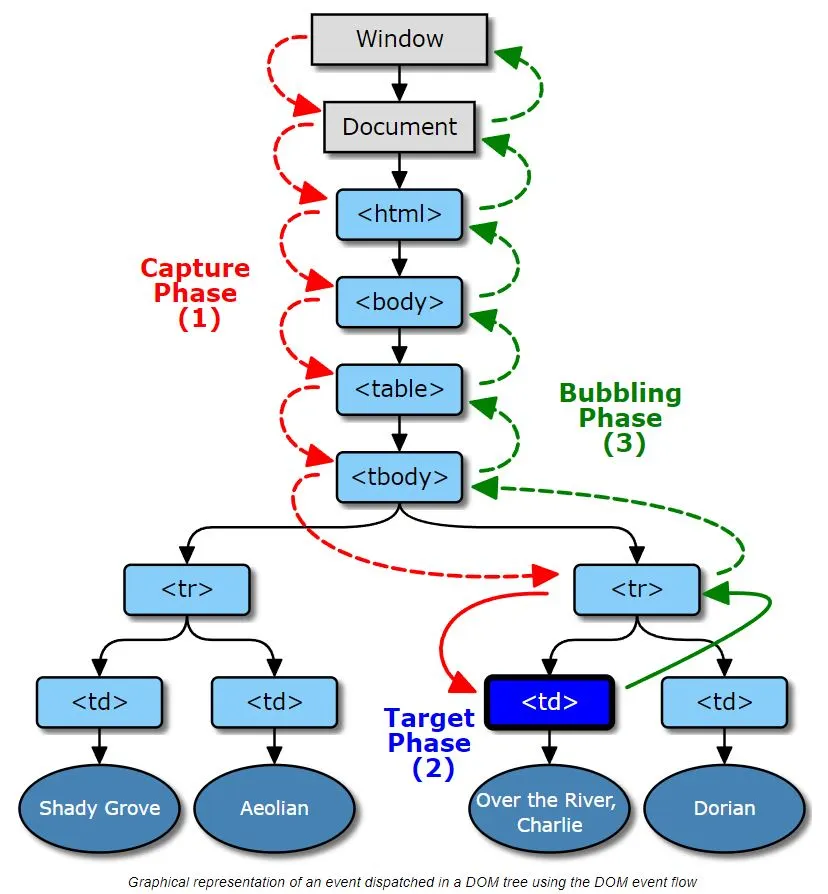 Window
Document
<html>
Capture
Phase
(1)
<body>
<table>
Bubbling
Phase
(3)
<tbody>
<tr>
<tr>
<td>
<td>
<td>
<td>
Target
Phase
(2)
Shady Grove
Aeolian
Over the River,
Charlie
Dorian
Graphical representation of an event dispatched in a DOM tree using the DOM event flow